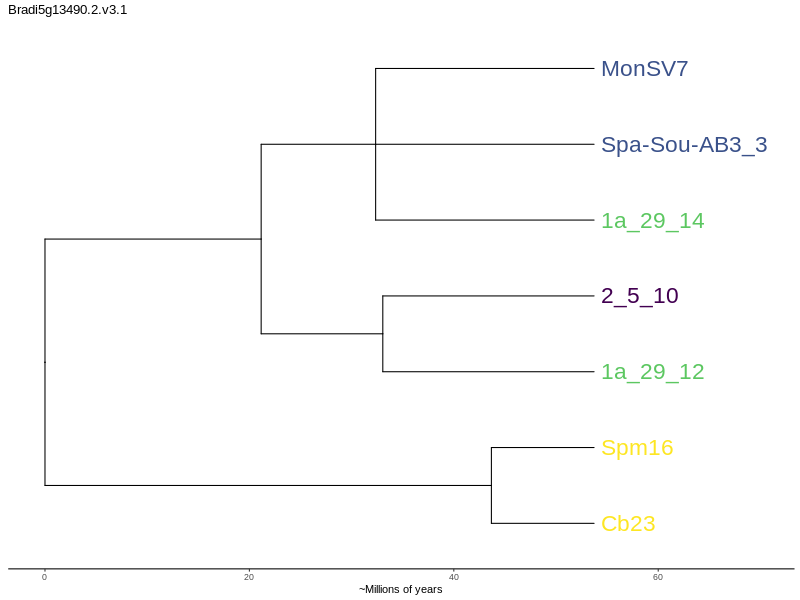 Bradi5g13490.2.v3.1
MonSV7
Spa-Sou-AB3_3
1a_29_14
2_5_10
1a_29_12
Spm16
Cb23
0 20 40 60
~Millions of years